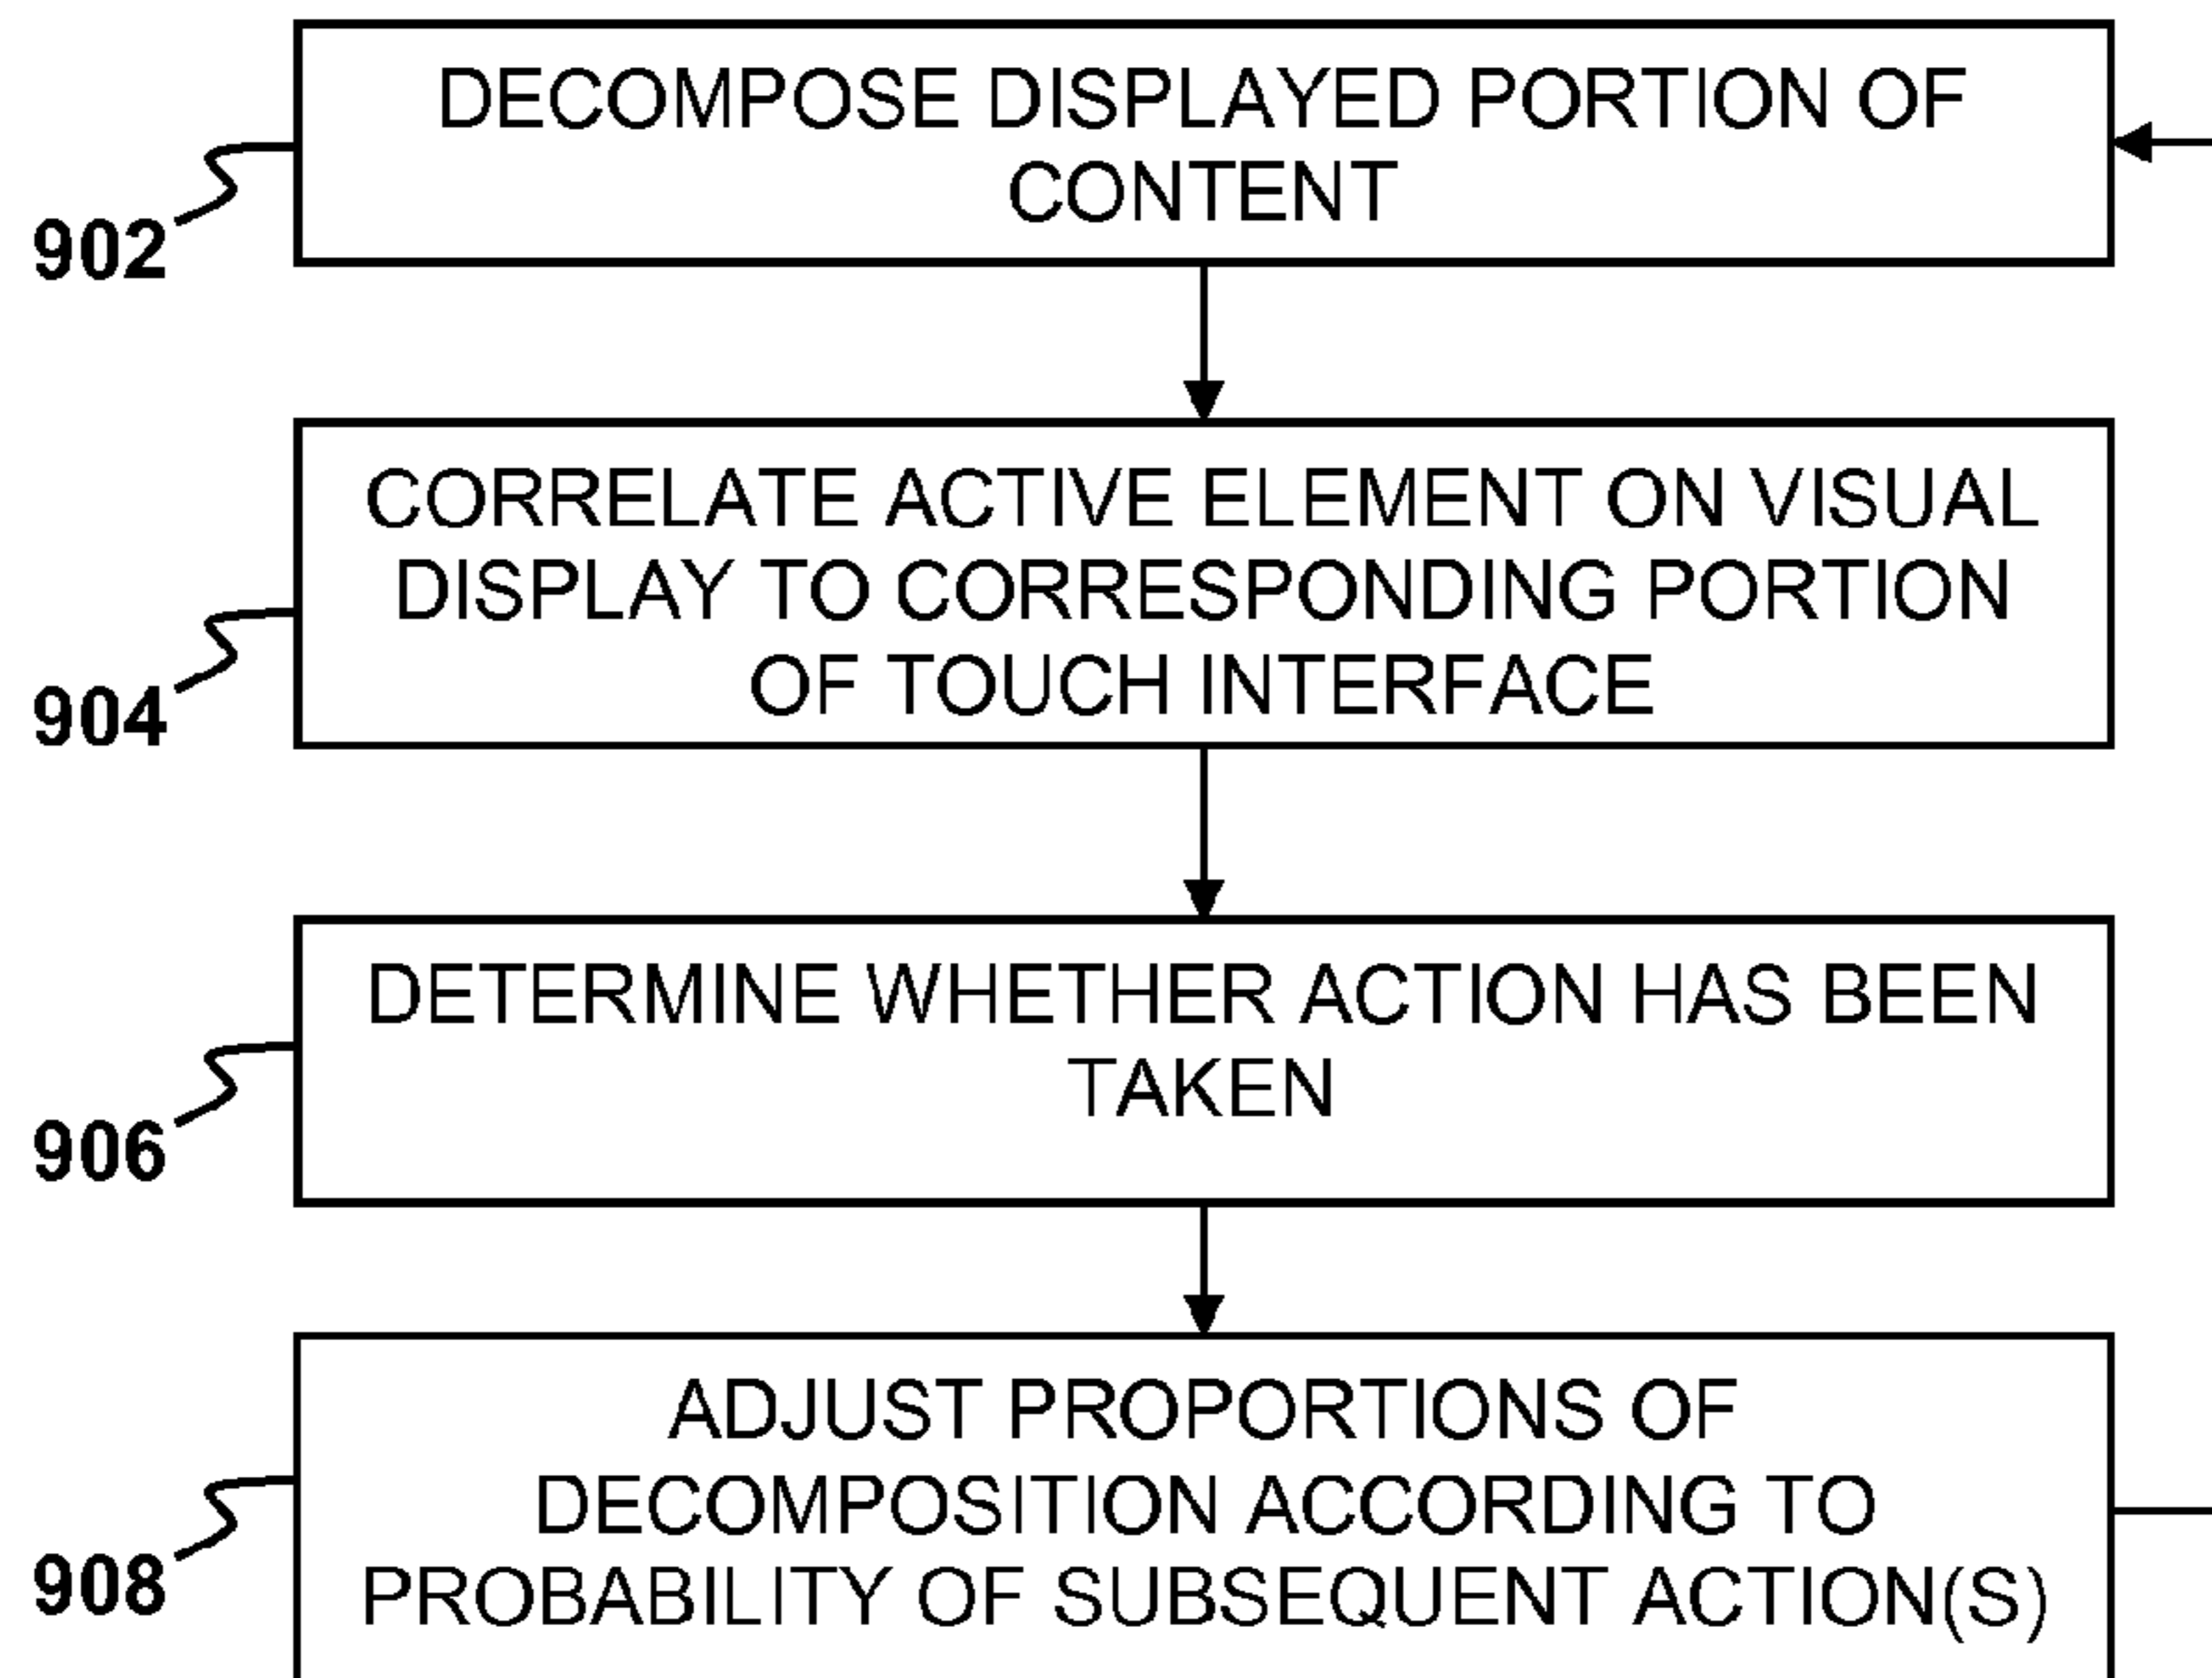 DECOMPOSE DISPLAYED PORTION OF
CONTENT
902
CORRELATE ACTIVE ELEMENT ON VISUAL
DISPLAY TO CORRESPONDING PORTION
OF TOUCH INTERFACE
904
DETERMINE WHETHER ACTION HAS BEEN
TAKEN
906
ADJUST PROPORTIONS OF
DECOMPOSITION ACCORDING TO
PROBABILITY OF SUBSEQUENT ACTION(S)
908